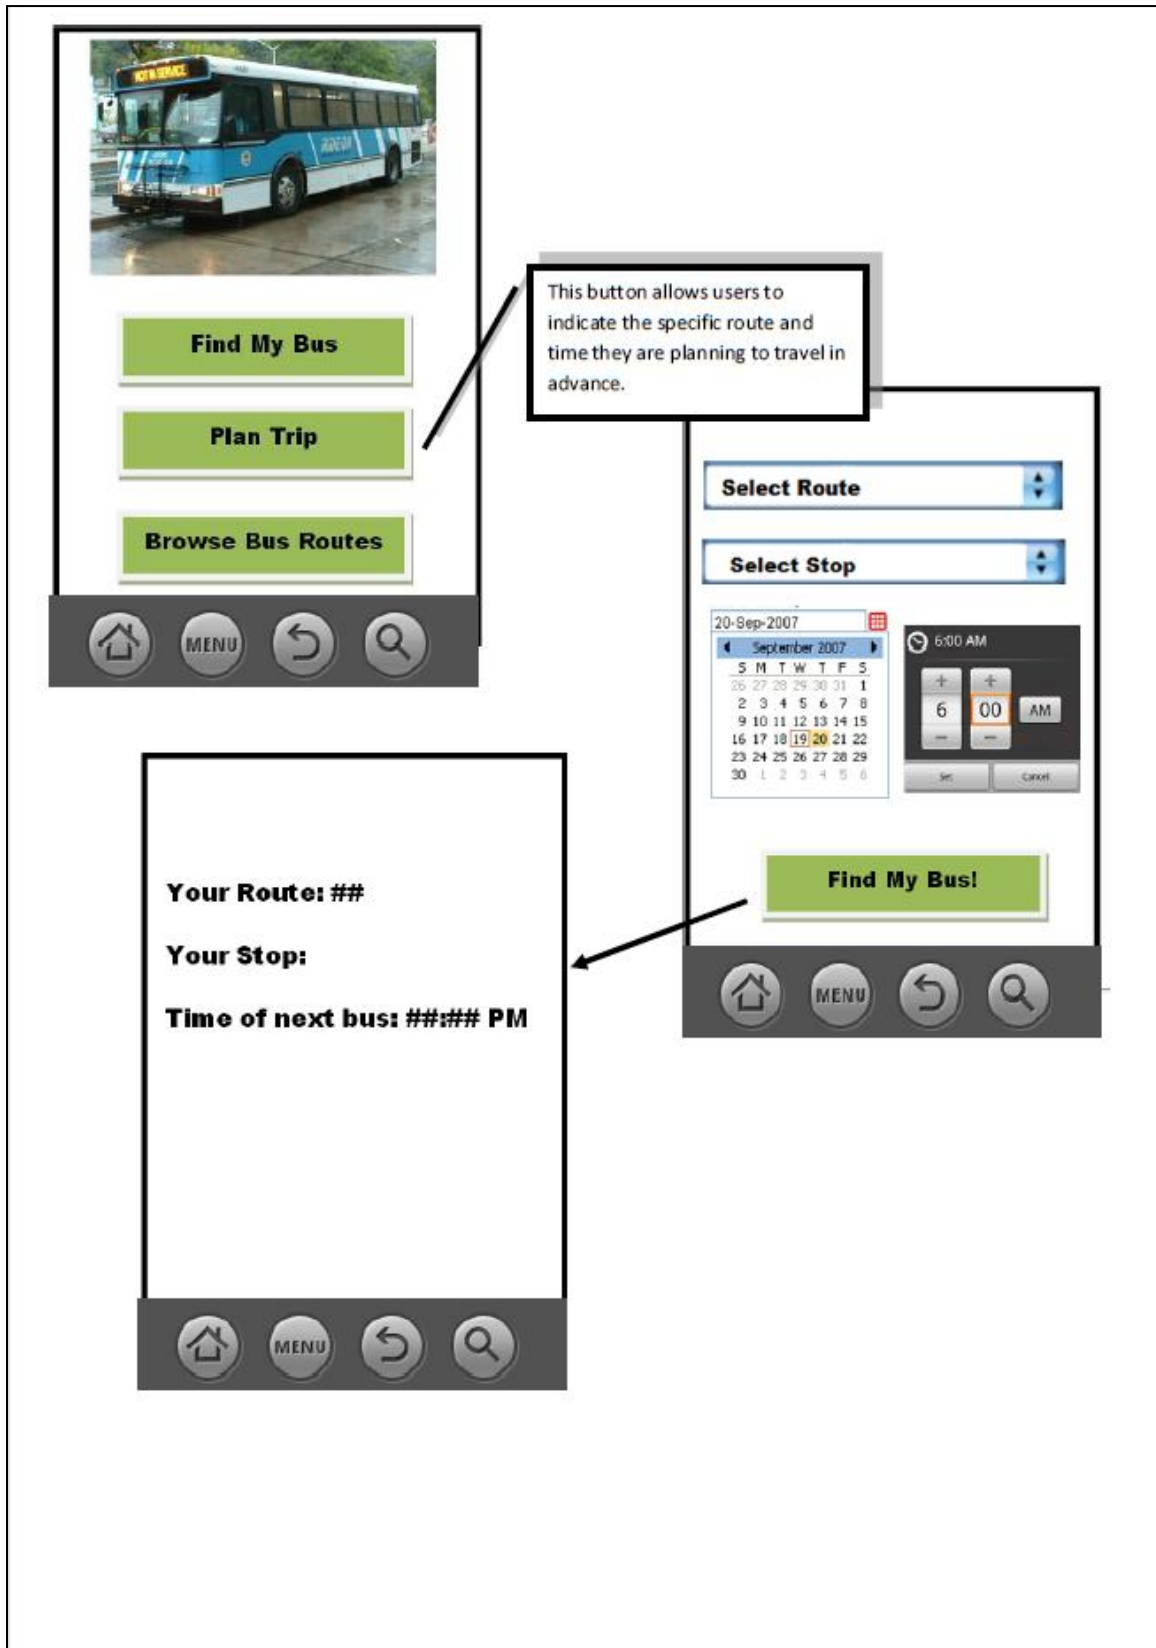 NOT IN SERVICE
Find My Bus
Plan Trip
Browse Bus Routes
MENU
This button allows users to
indicate the specific route and
time they are planning to travel in
advance.
Select Route
Select Stop
20-Sep-2007
September 2007
S M T W T F S
26 27 28 29 30 31 1
2 3 4 5 6 7 8
9 10 11 12 13 14 15
16 17 18 19 20 21 22
23 24 25 26 27 28 29
30 1 2 3 4 5 6
6:00 AM
+ +
6 00 AM
- -
Set Cancel
Find My Bus!
MENU
Your Route: ##
Your Stop:
Time of next bus: ##:## PM
MENU